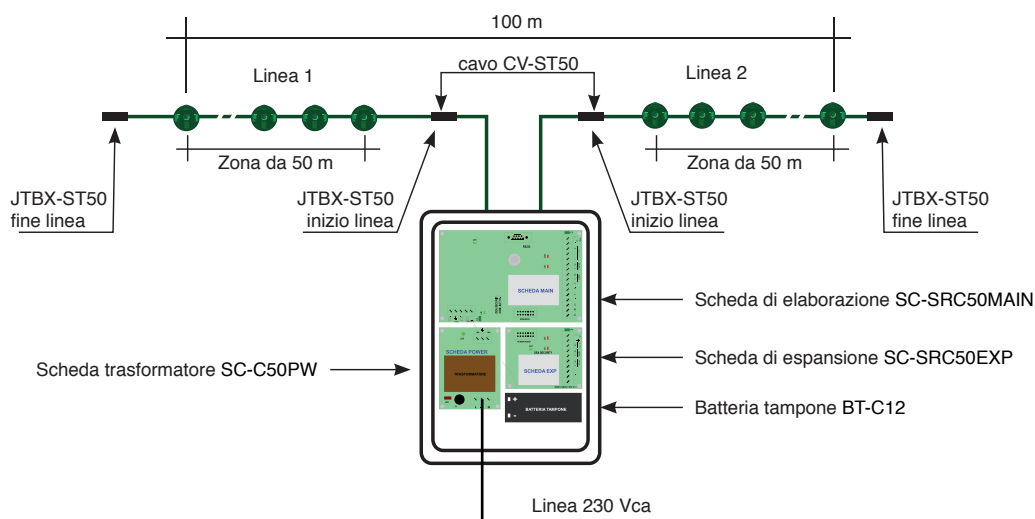 100 m
Linea 1
cavo CV-ST50
Linea 2
Zona da 50 m
Zona da 50 m
JTBX-ST50
fine linea
JTBX-ST50
inizio linea
JTBX-ST50
inizio linea
JTBX-ST50
fine linea
SCHEDA MAIN
Scheda di elaborazione SC-SRC50MAIN
SCHEDA POWER
TRASFORMATORE
Scheda trasformatore SC-C50PW
SCHEDA EXP
Scheda di espansione SC-SRC50EXP
BATTERIA TAMPONE
+
-
Batteria tampone BT-C12
Linea 230 Vca